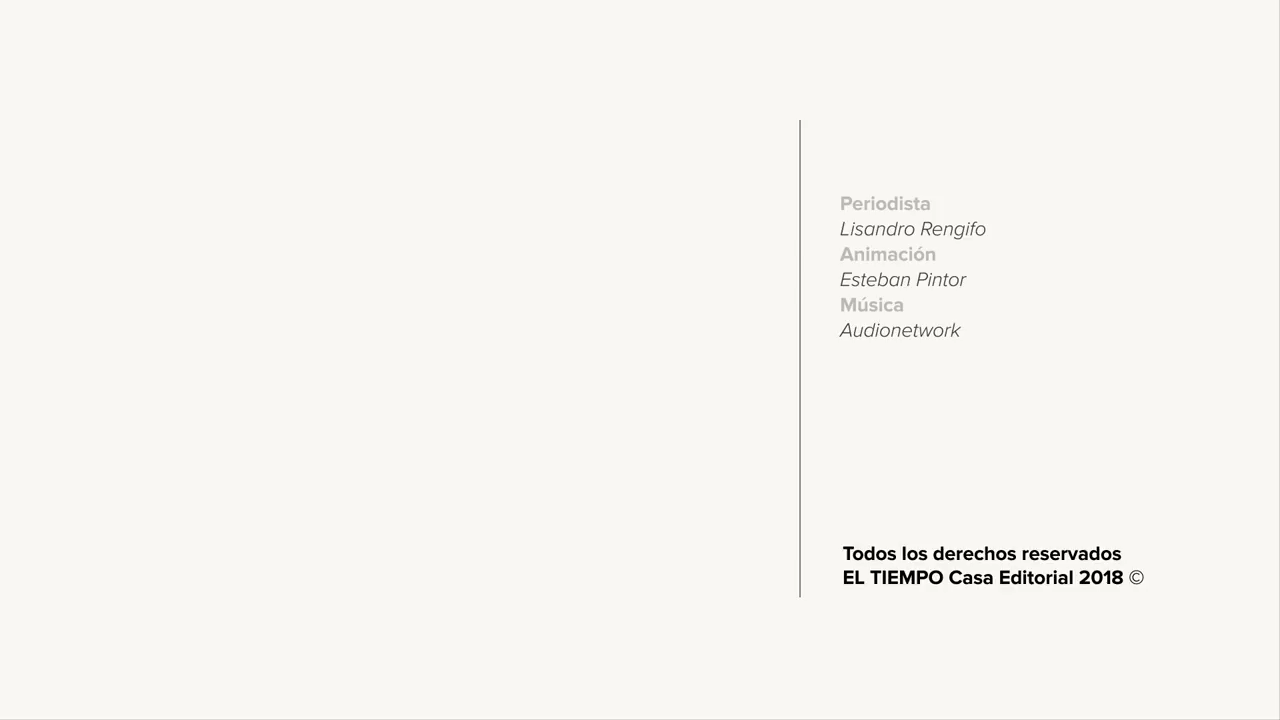 Periodista
Lisandro Rengifo
Animación
Esteban Pintor
Música
Audionetwork
Todos los derechos reservados
EL TIEMPO Casa Editorial 2018 ©